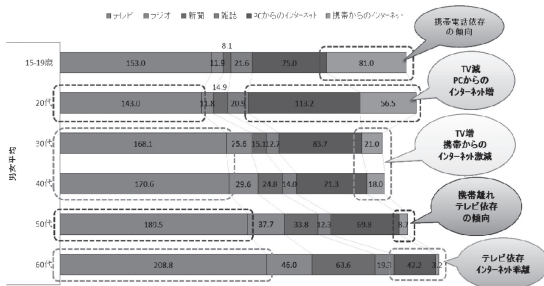 テレビ ラジオ 新聞 雑誌 PCからのインターネット 携帯からのインターネット
携帯電話依存
の傾向
8.1
15-19歳 153.0 11.9 21.6 75.0 81.0
TV減
PCからの
インターネット増
14.9
20代 143.0 11.8 20.9 113.2 56.5
30代 168.1 25.8 15.1 12.7 83.7 21.0
TV増
携帯からの
インターネット激減
男女平均
40代 170.6 29.6 24.8 14.0 71.3 18.0
携帯離れ
テレビ依存
の傾向
50代 189.5 37.7 33.8 12.3 69.8
テレビ依存
インターネット乖離
60代 208.8 46.0 63.6 42.2